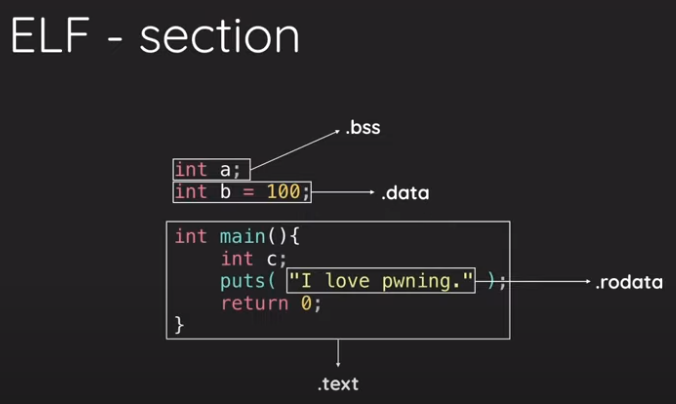 ELF - section
.bss
int a;
int b = 100;
.data
int main(){
    int c;
    puts( "I love pwning." );
.rodata
    return 0;
}
.text